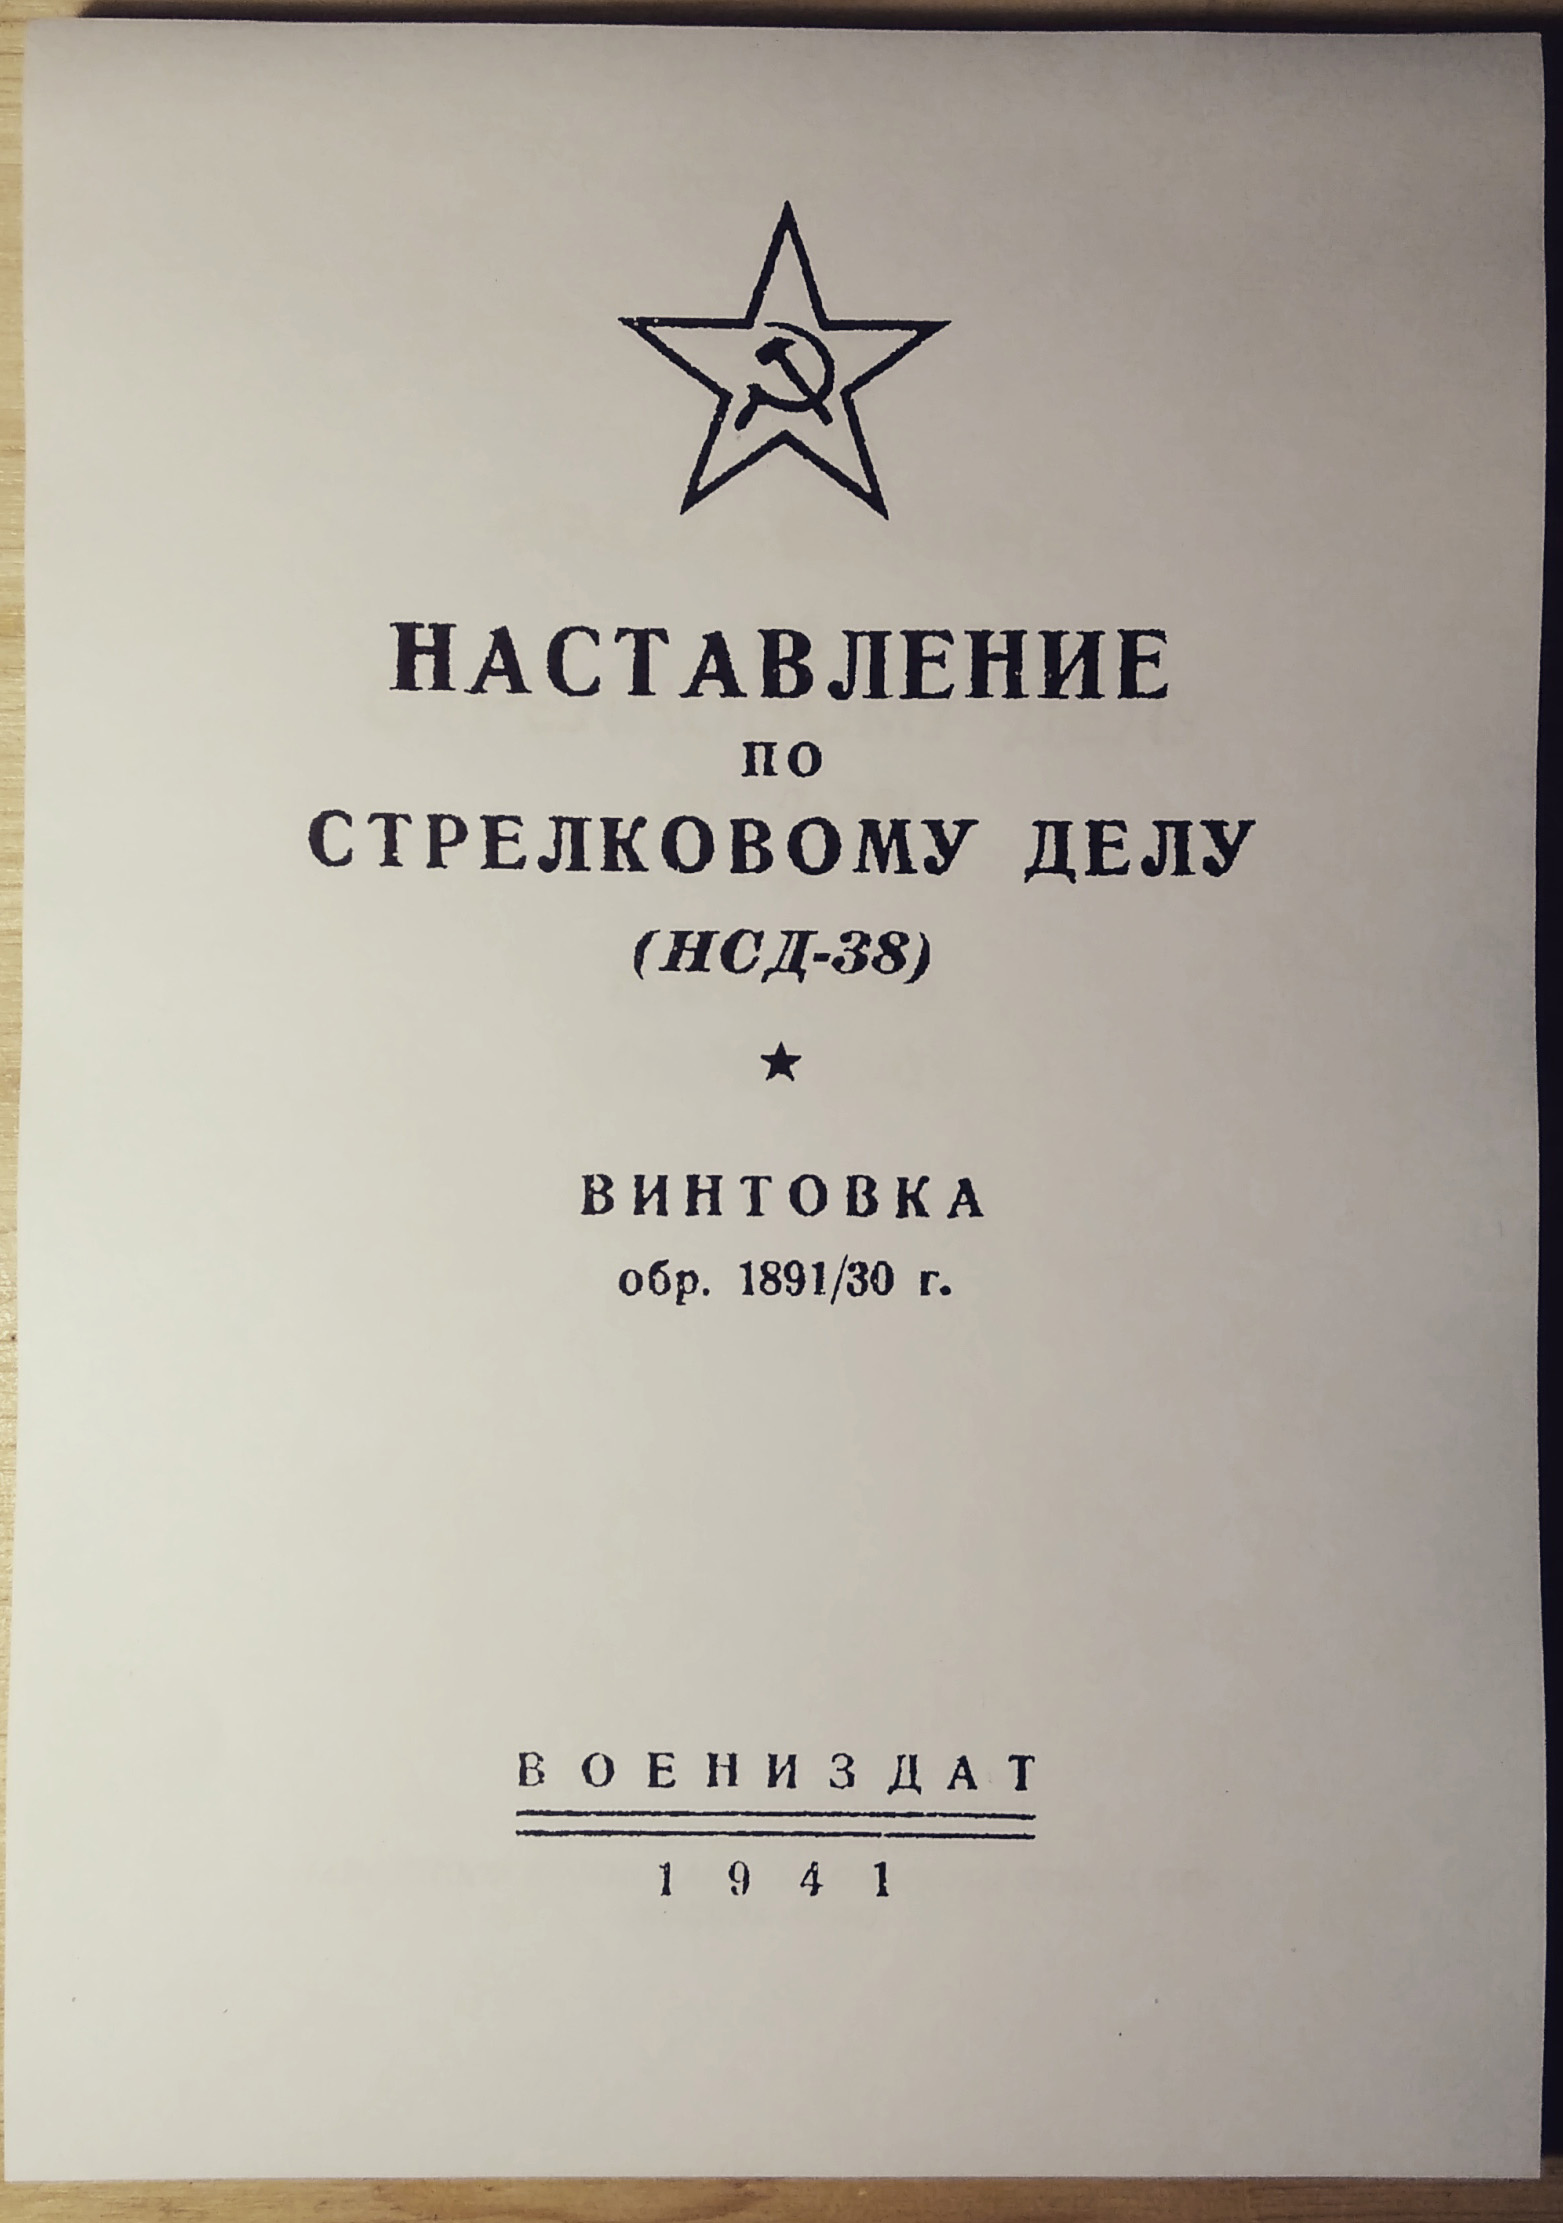 НАСТАВЛЕНИЕ
ПО
СТРЕЛКОВОМУ ДЕЛУ
(НСД-38)
ВИНТОВКА
обр. 1891/30 г.
ВОЕНИЗДАТ
1941